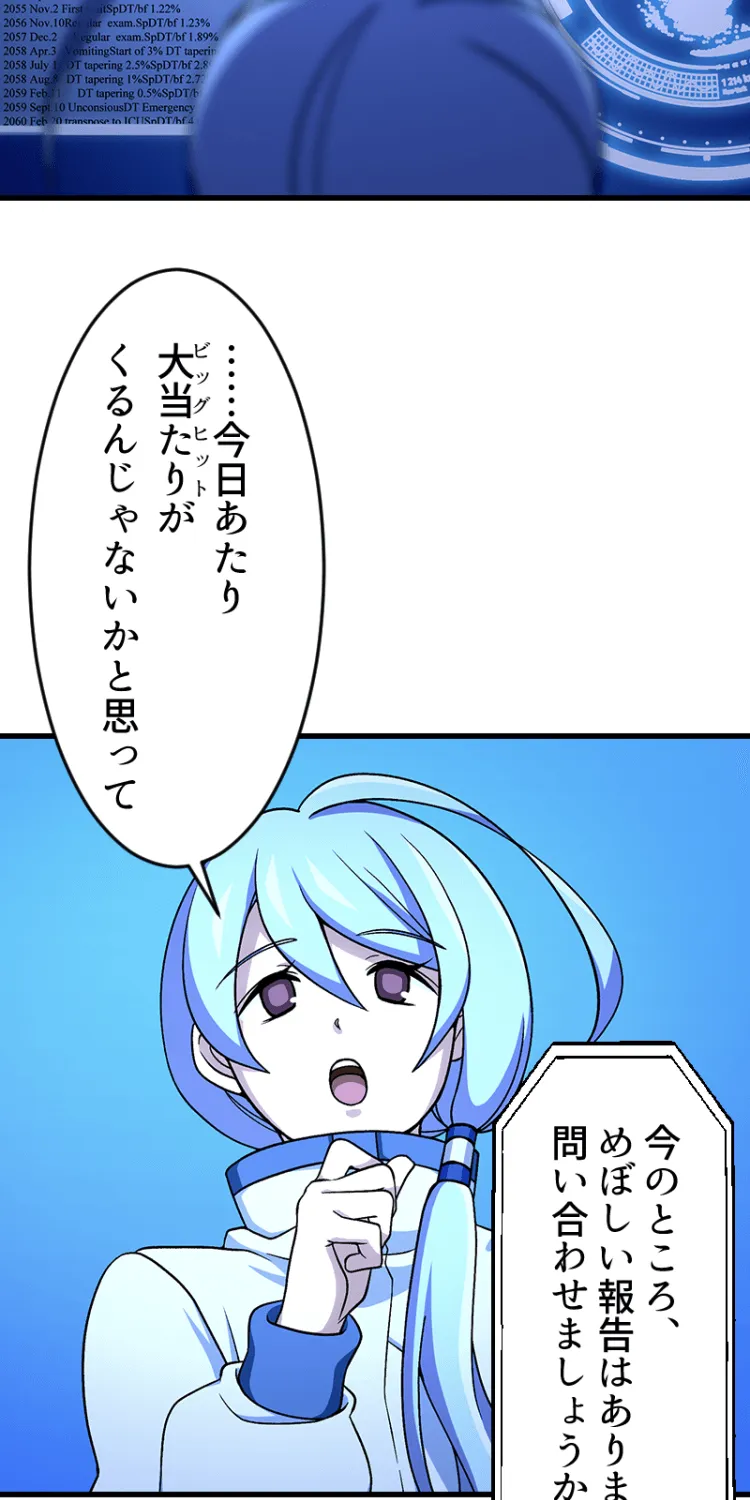 2055 Nov.2 First SpDT/bf 1.22%
2056 Nov.10 exam.SpDT/bf 1.23%
2057 Dec.2 exam.SpDT/bf 1.89%
2058 Apr.3 Start of 3% DT
2058 July DT tapering 2.5%SpDT/bf
2058 Aug.8 DT tapering 1%SpDT/bf
2059 DT tapering 0.5%SpDT/
2059 Sept.10 UnconsiousDT Emergency
2060 transpose to ICUSpDT/bf
……今日あたり
大当たりが
ビッグヒット
くるんじゃないかと思って
今のところ、
めぼしい報告はありま
問い合わせましょうか